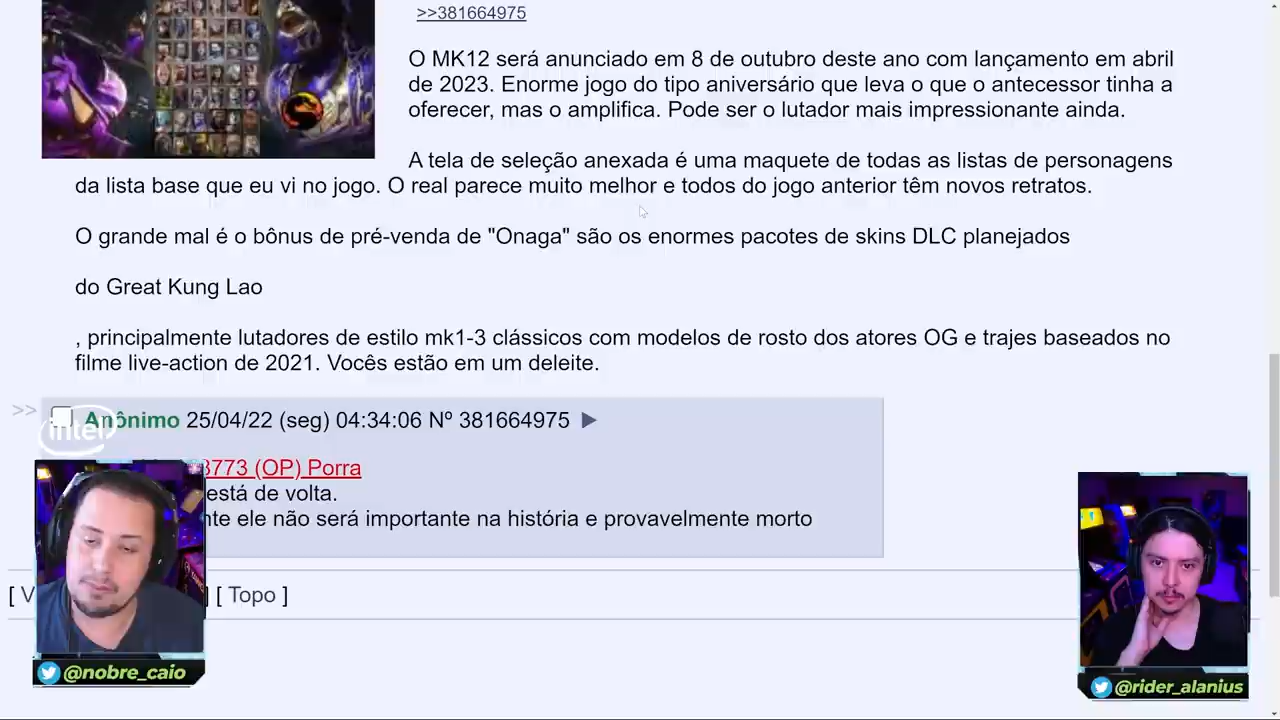 >>381664975
O MK12 será anunciado em 8 de outubro deste ano com lançamento em abril
de 2023. Enorme jogo do tipo aniversário que leva o que o antecessor tinha a
oferecer, mas o amplifica. Pode ser o lutador mais impressionante ainda.
A tela de seleção anexada é uma maquete de todas as listas de personagens
da lista base que eu vi no jogo. O real parece muito melhor e todos do jogo anterior têm novos retratos.
O grande mal é o bônus de pré-venda de "Onaga" são os enormes pacotes de skins DLC planejados
do Great Kung Lao
, principalmente lutadores de estilo mk1-3 clássicos com modelos de rosto dos atores OG e trajes baseados no
filme live-action de 2021. Vocês estão em um deleite.
>> Anônimo 25/04/22 (seg) 04:34:06 Nº 381664975 ▶
intel
3773 (OP) Porra
está de volta.
nte ele não será importante na história e provavelmente morto
[ V ] [ Topo ]
@nobre_caio
@rider_alanius